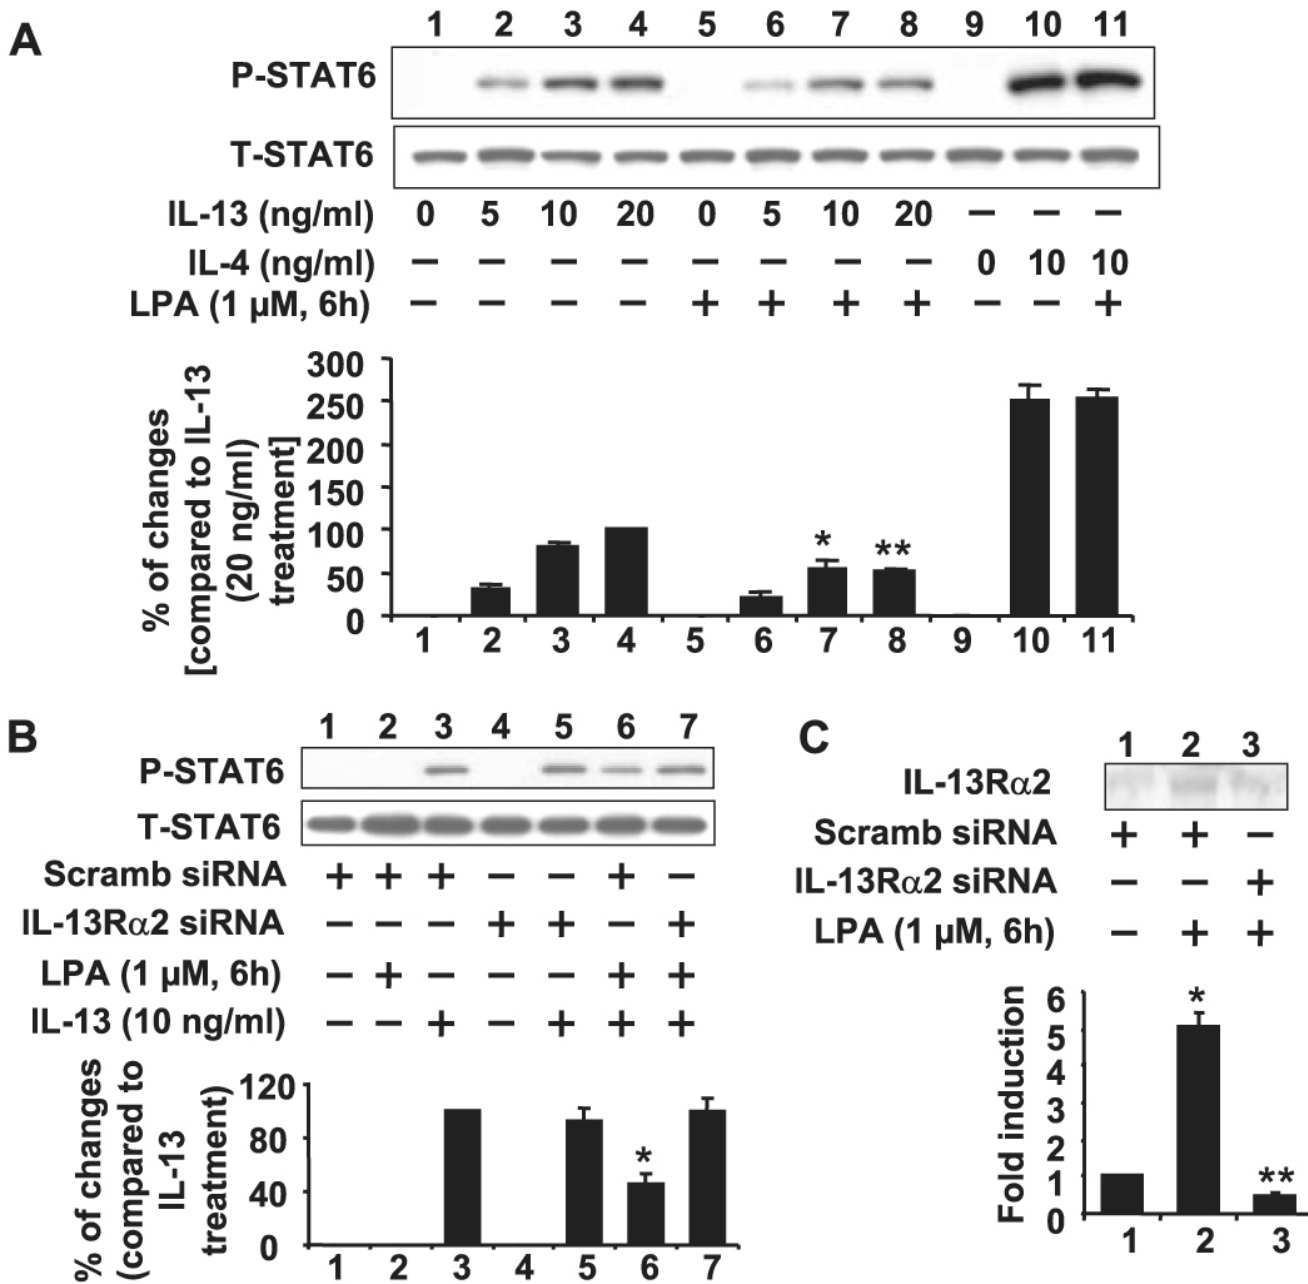 A
1 2 3 4 5 6 7 8 9 10 11
P-STAT6
T-STAT6
IL-13 (ng/ml) 0 5 10 20 0 5 10 20 − − −
IL-4 (ng/ml) − − − − − − − − 0 10 10
LPA (1 µM, 6h) − − − − + + + + − − +
% of changes
[compared to IL-13
(20 ng/ml)
treatment]
300
250
200
150
100
50
0
* **
1 2 3 4 5 6 7 8 9 10 11
B
1 2 3 4 5 6 7
P-STAT6
T-STAT6
Scramb siRNA + + + − − + −
IL-13Rα2 siRNA − − − + + − +
LPA (1 µM, 6h) − + − − − + +
IL-13 (10 ng/ml) − − + − + + +
% of changes
(compared to
IL-13
treatment)
120
80
40
0
*
1 2 3 4 5 6 7
C
1 2 3
IL-13Rα2
Scramb siRNA + + −
IL-13Rα2 siRNA − − +
LPA (1 µM, 6h) − + +
Fold induction
6
5
4
3
2
1
0
*
**
1 2 3